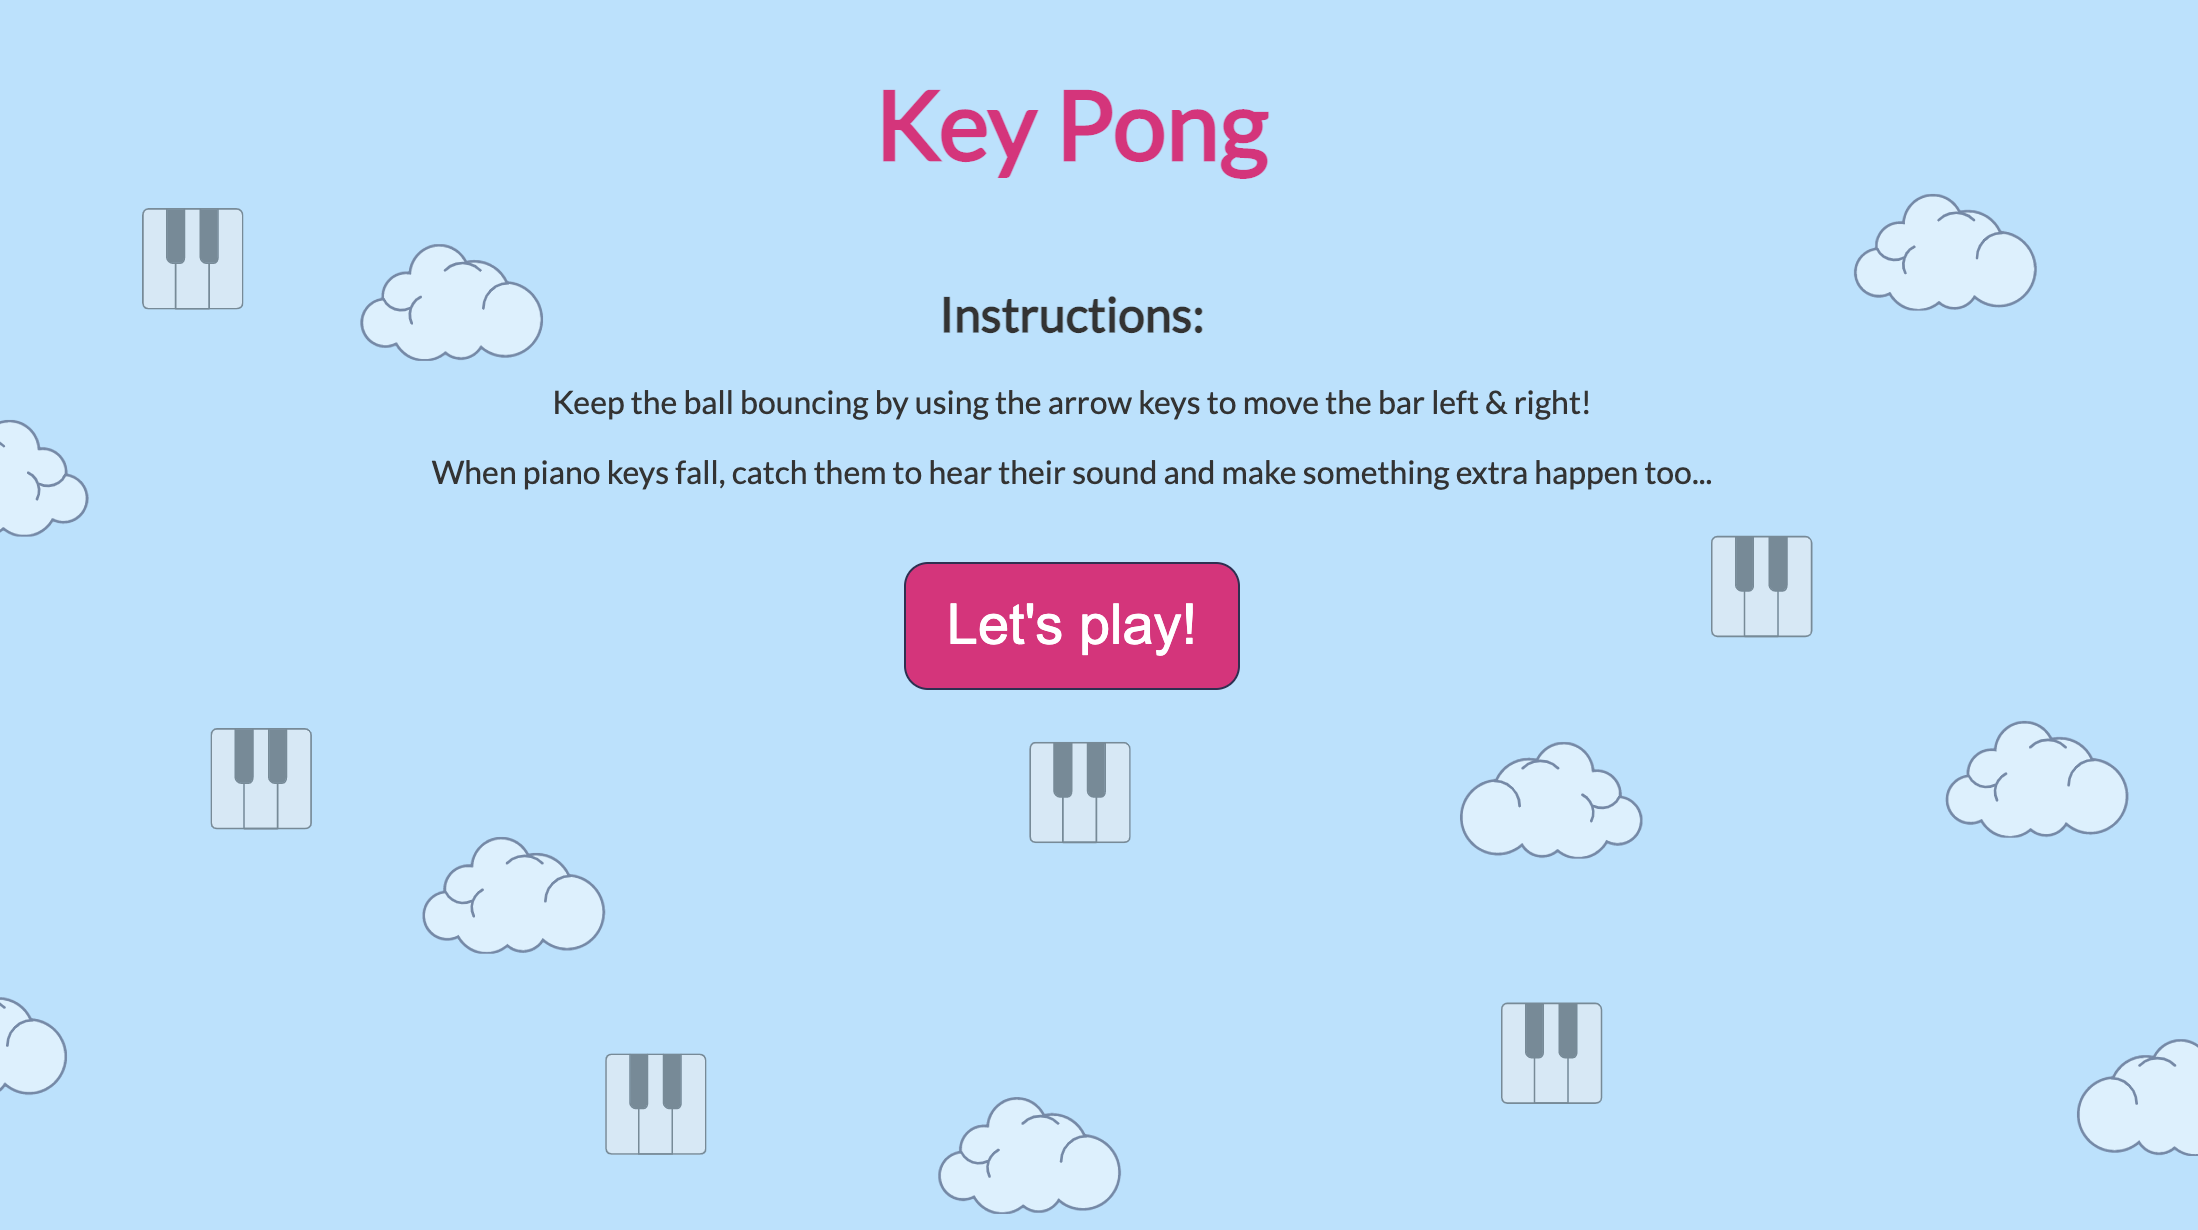 Key Pong
Instructions:
Keep the ball bouncing by using the arrow keys to move the bar left & right!
When piano keys fall, catch them to hear their sound and make something extra happen too...
Let's play!